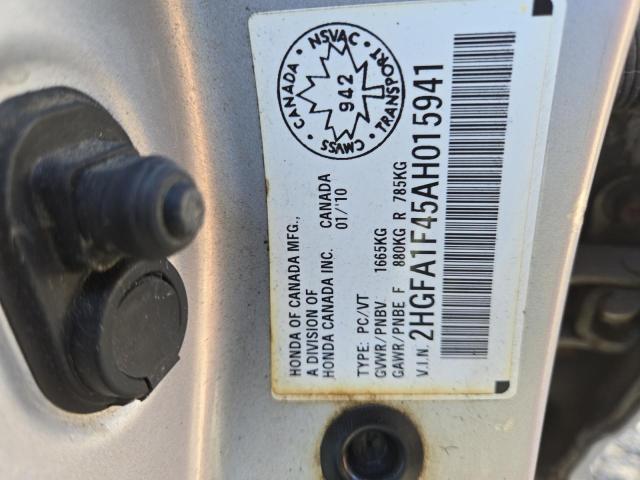 CANADA · NSVAC · TRANSPORT · CMVSS ·
942
HONDA OF CANADA MFG.,
A DIVISION OF
HONDA CANADA INC. CANADA
01/'10
TYPE: PC/VT
GVWR/PNBV 1665KG
GAWR/PNBE F 880KG R 785KG
V.I.N. 2HGFA1F45AH015941